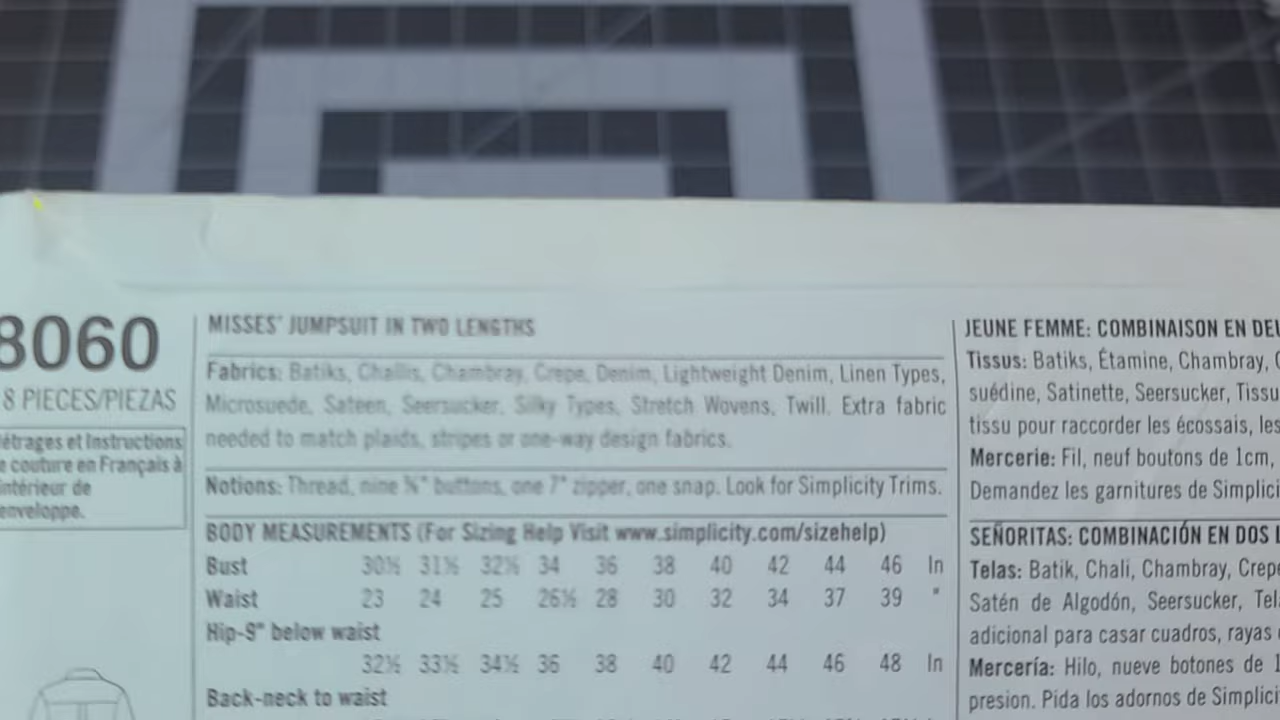 8060
8 PIECES/PIEZAS
étrages et Instructions
e couture en Français à
intérieur de
enveloppe.
MISSES' JUMPSUIT IN TWO LENGTHS
Fabrics: Batiks, Challis, Chambray, Crepe, Denim, Lightweight Denim, Linen Types,
Microsuede, Sateen, Seersucker, Silky Types, Stretch Wovens, Twill. Extra fabric
needed to match plaids, stripes or one-way design fabrics.
Notions: Thread, nine ⅜" buttons, one 7" zipper, one snap. Look for Simplicity Trims.
BODY MEASUREMENTS (For Sizing Help Visit www.simplicity.com/sizehelp)
Bust 30½ 31½ 32½ 34 36 38 40 42 44 46 In
Waist 23 24 25 26½ 28 30 32 34 37 39 "
Hip-9" below waist
32½ 33½ 34½ 36 38 40 42 44 46 48 In
Back-neck to waist
JEUNE FEMME: COMBINAISON EN DEU
Tissus: Batiks, Étamine, Chambray, C
suédine, Satinette, Seersucker, Tissu
tissu pour raccorder les écossais, les
Mercerie: Fil, neuf boutons de 1cm,
Demandez les garnitures de Simplici
SEÑORITAS: COMBINACIÓN EN DOS L
Telas: Batik, Chali, Chambray, Crepe
Satén de Algodón, Seersucker, Tel
adicional para casar cuadros, rayas
Mercería: Hilo, nueve botones de 1
presion. Pida los adornos de Simplici